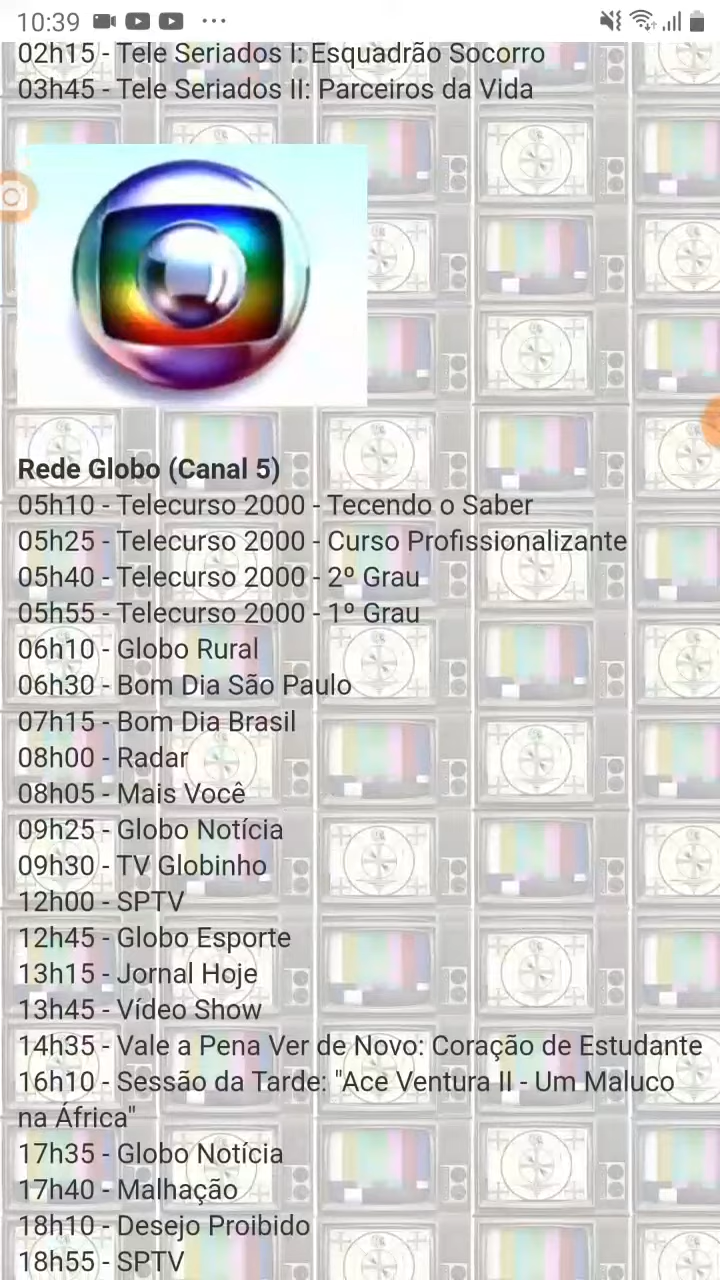 10:39
02h15 - Tele Seriados I: Esquadrão Socorro
03h45 - Tele Seriados II: Parceiros da Vida
Rede Globo (Canal 5)
05h10 - Telecurso 2000 - Tecendo o Saber
05h25 - Telecurso 2000 - Curso Profissionalizante
05h40 - Telecurso 2000 - 2º Grau
05h55 - Telecurso 2000 - 1º Grau
06h10 - Globo Rural
06h30 - Bom Dia São Paulo
07h15 - Bom Dia Brasil
08h00 - Radar
08h05 - Mais Você
09h25 - Globo Notícia
09h30 - TV Globinho
12h00 - SPTV
12h45 - Globo Esporte
13h15 - Jornal Hoje
13h45 - Vídeo Show
14h35 - Vale a Pena Ver de Novo: Coração de Estudante
16h10 - Sessão da Tarde: "Ace Ventura II - Um Maluco
na África"
17h35 - Globo Notícia
17h40 - Malhação
18h10 - Desejo Proibido
18h55 - SPTV